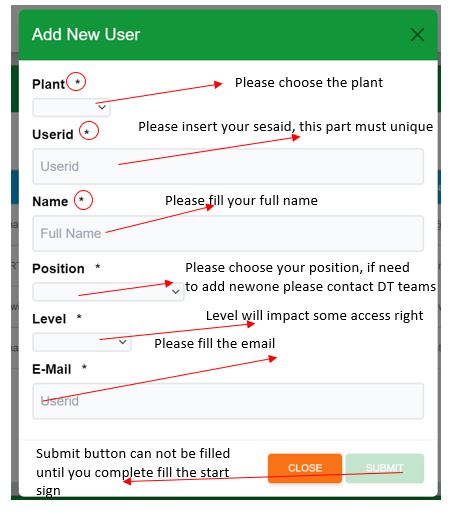 Add New User
Plant * Please choose the plant
Userid * Please insert your sesaid, this part must unique
Userid
Name * Please fill your full name
Full Name
Position * Please choose your position, if need
to add newone please contact DT teams
Level * Level will impact some access right
Please fill the email
E-Mail *
Userid
Submit button can not be filled
until you complete fill the start
sign
CLOSE SUBMIT